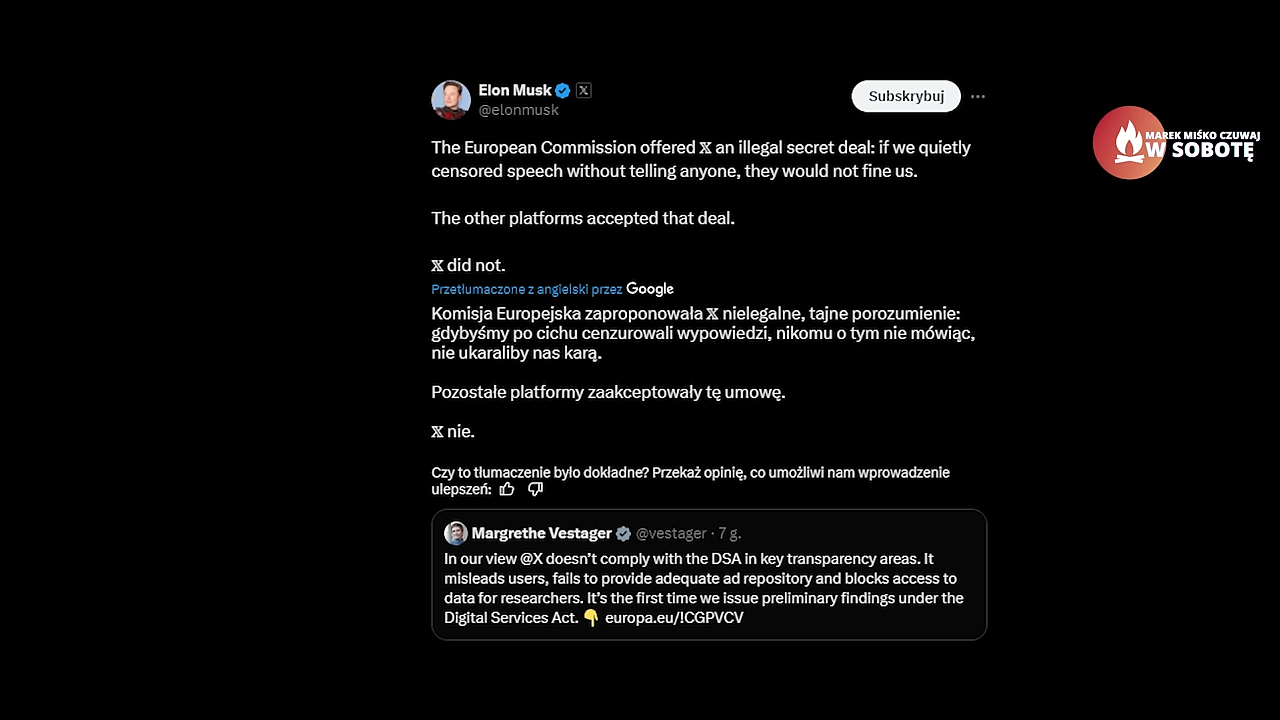 Elon Musk
@elonmusk
Subskrybuj
The European Commission offered 𝕏 an illegal secret deal: if we quietly
censored speech without telling anyone, they would not fine us.
The other platforms accepted that deal.
𝕏 did not.
Przetłumaczone z angielski przez Google
Komisja Europejska zaproponowała 𝕏 nielegalne, tajne porozumienie:
gdybyśmy po cichu cenzurowali wypowiedzi, nikomu o tym nie mówiąc,
nie ukaraliby nas karą.
Pozostałe platformy zaakceptowały tę umowę.
𝕏 nie.
Czy to tłumaczenie było dokładne? Przekaż opinię, co umożliwi nam wprowadzenie
ulepszeń:
Margrethe Vestager @vestager · 7 g.
In our view @X doesn't comply with the DSA in key transparency areas. It
misleads users, fails to provide adequate ad repository and blocks access to
data for researchers. It's the first time we issue preliminary findings under the
Digital Services Act. 👇 europa.eu/!CGPVCV
MAREK MIŚKO CZUWAJ
W SOBOTĘ